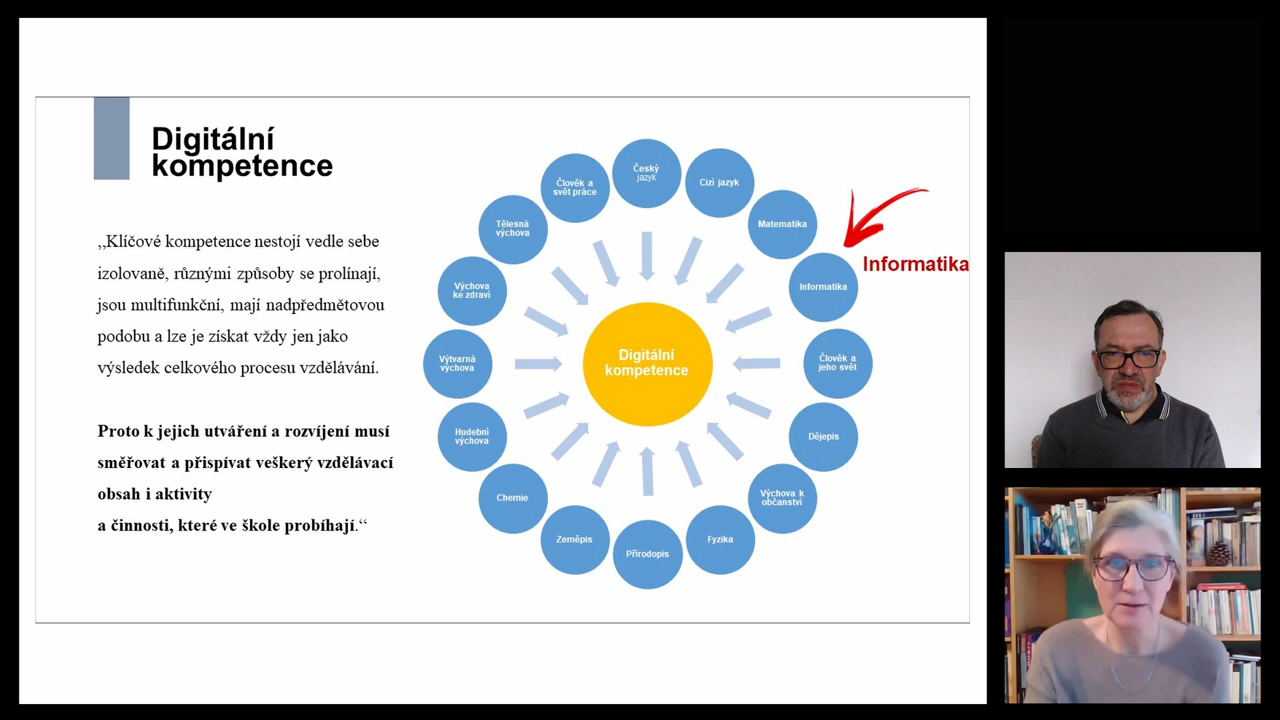 Digitální
kompetence
,,Klíčové kompetence nestojí vedle sebe
izolovaně, různými způsoby se prolínají,
jsou multifunkční, mají nadpředmětovou
podobu a lze je získat vždy jen jako
výsledek celkového procesu vzdělávání.
Proto k jejich utváření a rozvíjení musí
směřovat a přispívat veškerý vzdělávací
obsah i aktivity
a činnosti, které ve škole probíhají.“
Český
jazyk
Cizí jazyk
Matematika
Informatika
Informatika
Člověk a
jeho svět
Dějepis
Výchova k
občanství
Fyzika
Přírodopis
Zeměpis
Chemie
Hudební
výchova
Výtvarná
výchova
Výchova
ke zdraví
Tělesná
výchova
Člověk a
svět práce
Digitální
kompetence